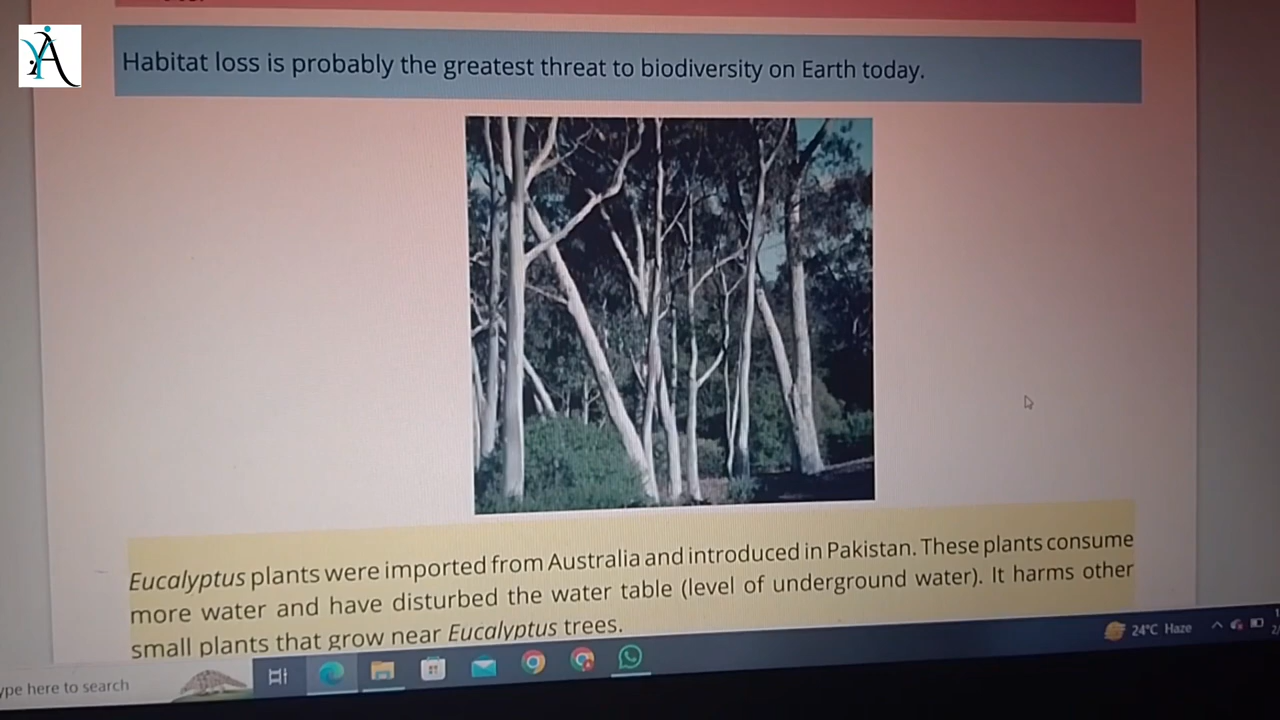 Habitat loss is probably the greatest threat to biodiversity on Earth today.
Eucalyptus plants were imported from Australia and introduced in Pakistan. These plants consume
more water and have disturbed the water table (level of underground water). It harms other
small plants that grow near Eucalyptus trees.
ype here to search
24°C Haze